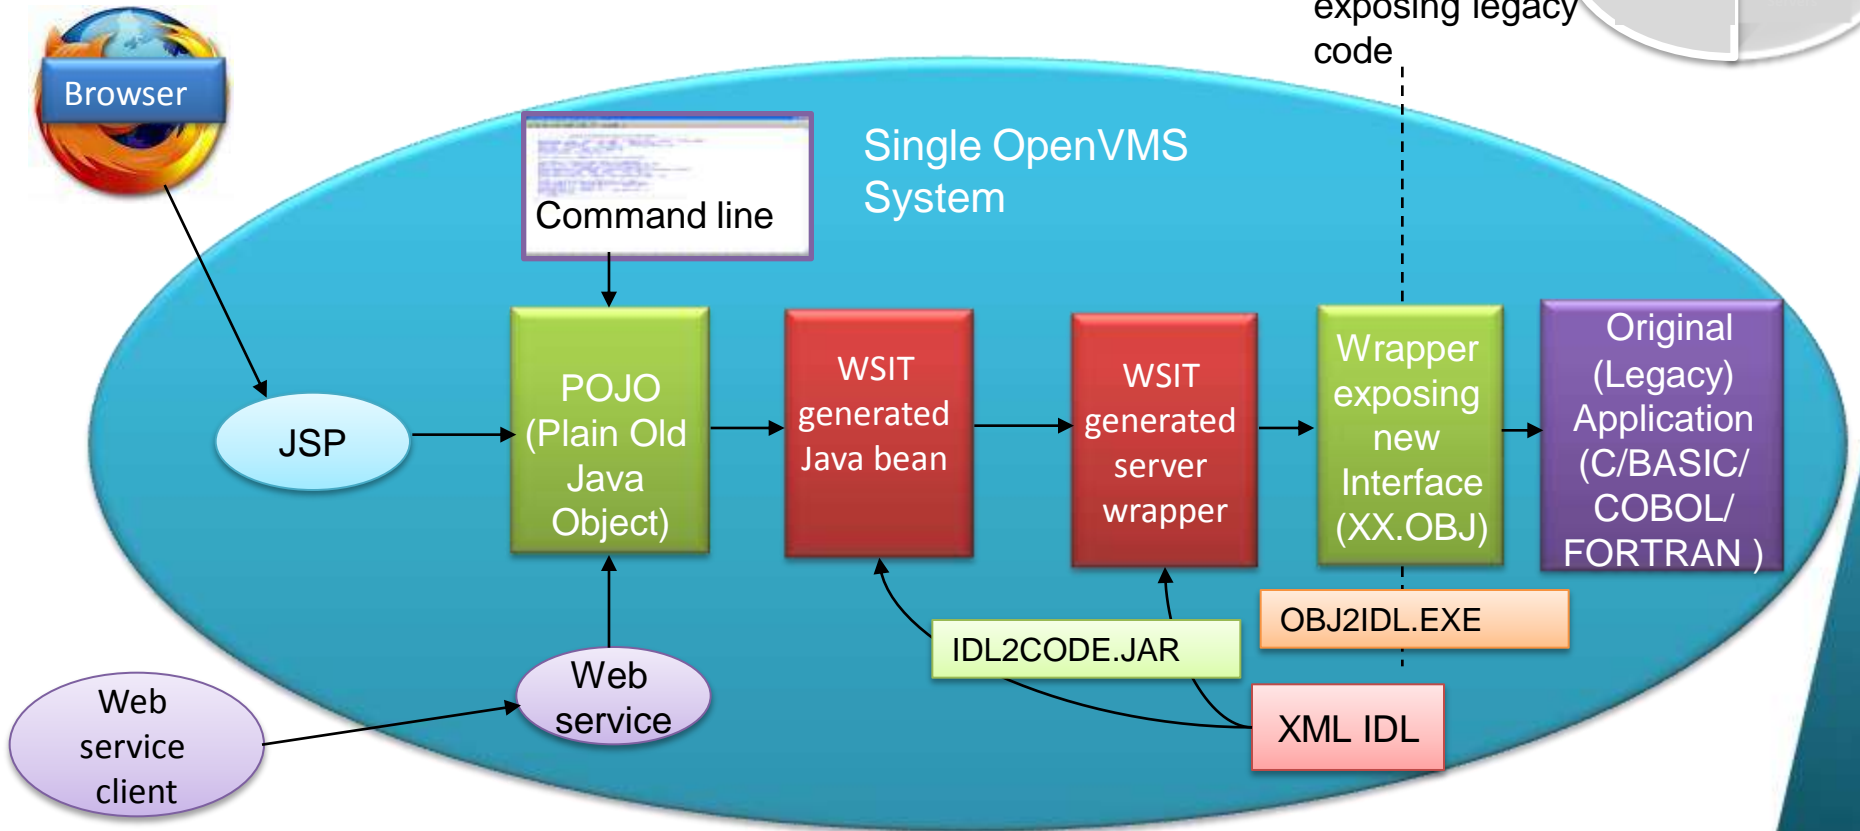 exposing legacy
code
Browser
Single OpenVMS
System
Command line
JSP
POJO
(Plain Old
Java
Object)
WSIT
generated
Java bean
WSIT
generated
server
wrapper
Wrapper
exposing
new
Interface
(XX.OBJ)
Original
(Legacy)
Application
(C/BASIC/
COBOL/
FORTRAN )
IDL2CODE.JAR
OBJ2IDL.EXE
Web
service
XML IDL
Web
service
client